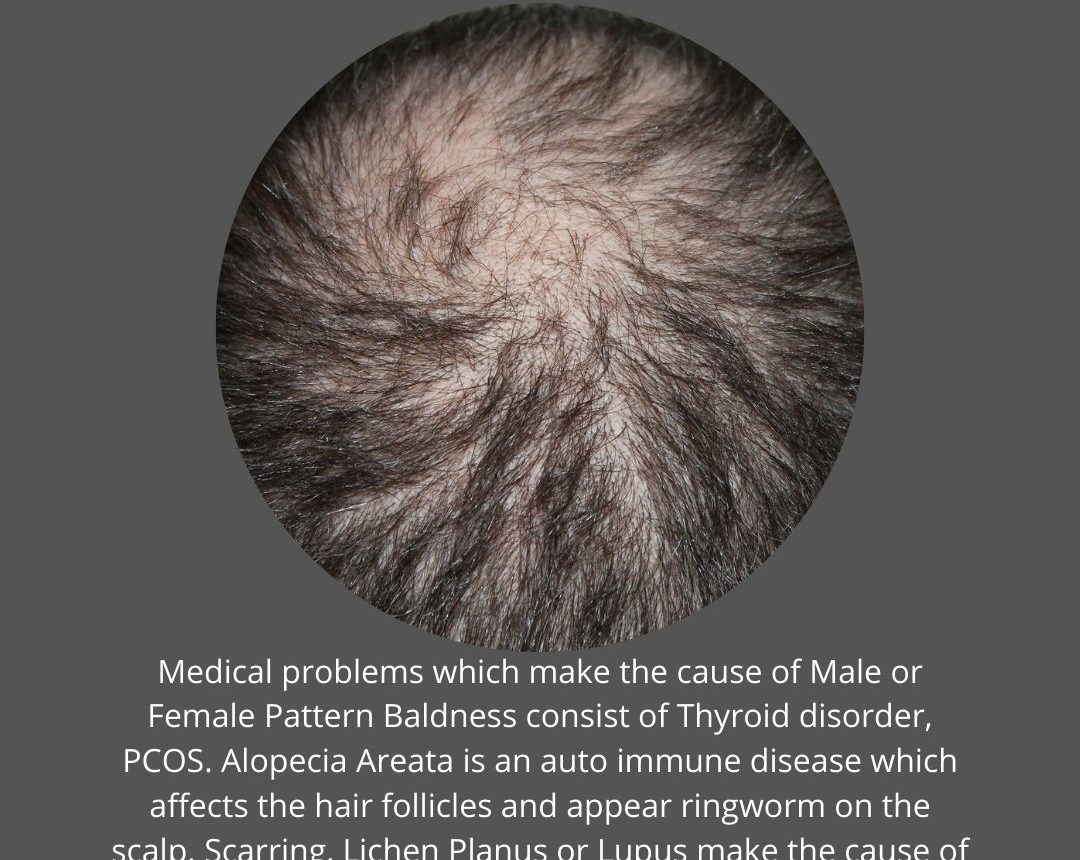 Medical problems which make the cause of Male or
Female Pattern Baldness consist of Thyroid disorder,
PCOS. Alopecia Areata is an auto immune disease which
affects the hair follicles and appear ringworm on the
scalp. Scarring, Lichen Planus or Lupus make the cause of